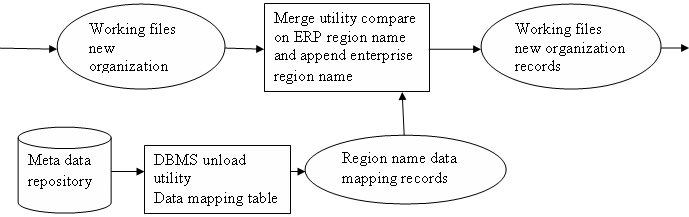 Working files
new
organization
Merge utility compare
on ERP region name
and append enterprise
region name
Working files
new organization
records
Meta data
repository
DBMS unload
utility
Data mapping table
Region name data
mapping records